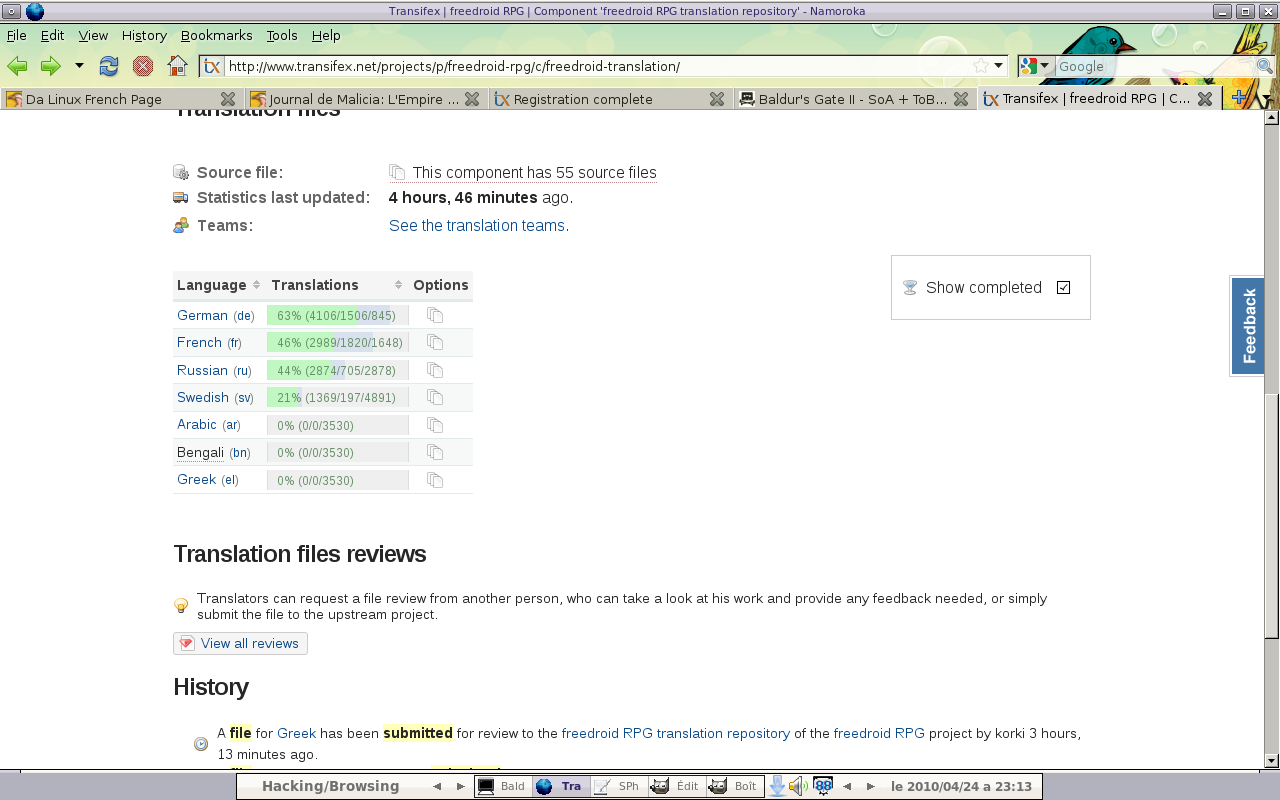 Transifex | freedroid RPG | Component 'freedroid RPG translation repository' - Namoroka
File Edit View History Bookmarks Tools Help
http://www.transifex.net/projects/p/freedroid-rpg/c/freedroid-translation/
Google
Da Linux French Page
Journal de Malicia: L'Empire ...
Registration complete
Baldur's Gate II - SoA + ToB...
Transifex | freedroid RPG | C...
Translation files
Source file: This component has 55 source files
Statistics last updated: 4 hours, 46 minutes ago.
Teams: See the translation teams.
Show completed
Feedback
Language Translations Options
German (de) 63% (4106/1506/845)
French (fr) 46% (2989/1820/1648)
Russian (ru) 44% (2874/705/2878)
Swedish (sv) 21% (1369/197/4891)
Arabic (ar) 0% (0/0/3530)
Bengali (bn) 0% (0/0/3530)
Greek (el) 0% (0/0/3530)
Translation files reviews
Translators can request a file review from another person, who can take a look at his work and provide any feedback needed, or simply
submit the file to the upstream project.
View all reviews
History
A file for Greek has been submitted for review to the freedroid RPG translation repository of the freedroid RPG project by korki 3 hours,
13 minutes ago.
Hacking/Browsing Bald Tra SPh Édit Boît 88 le 2010/04/24 a 23:13